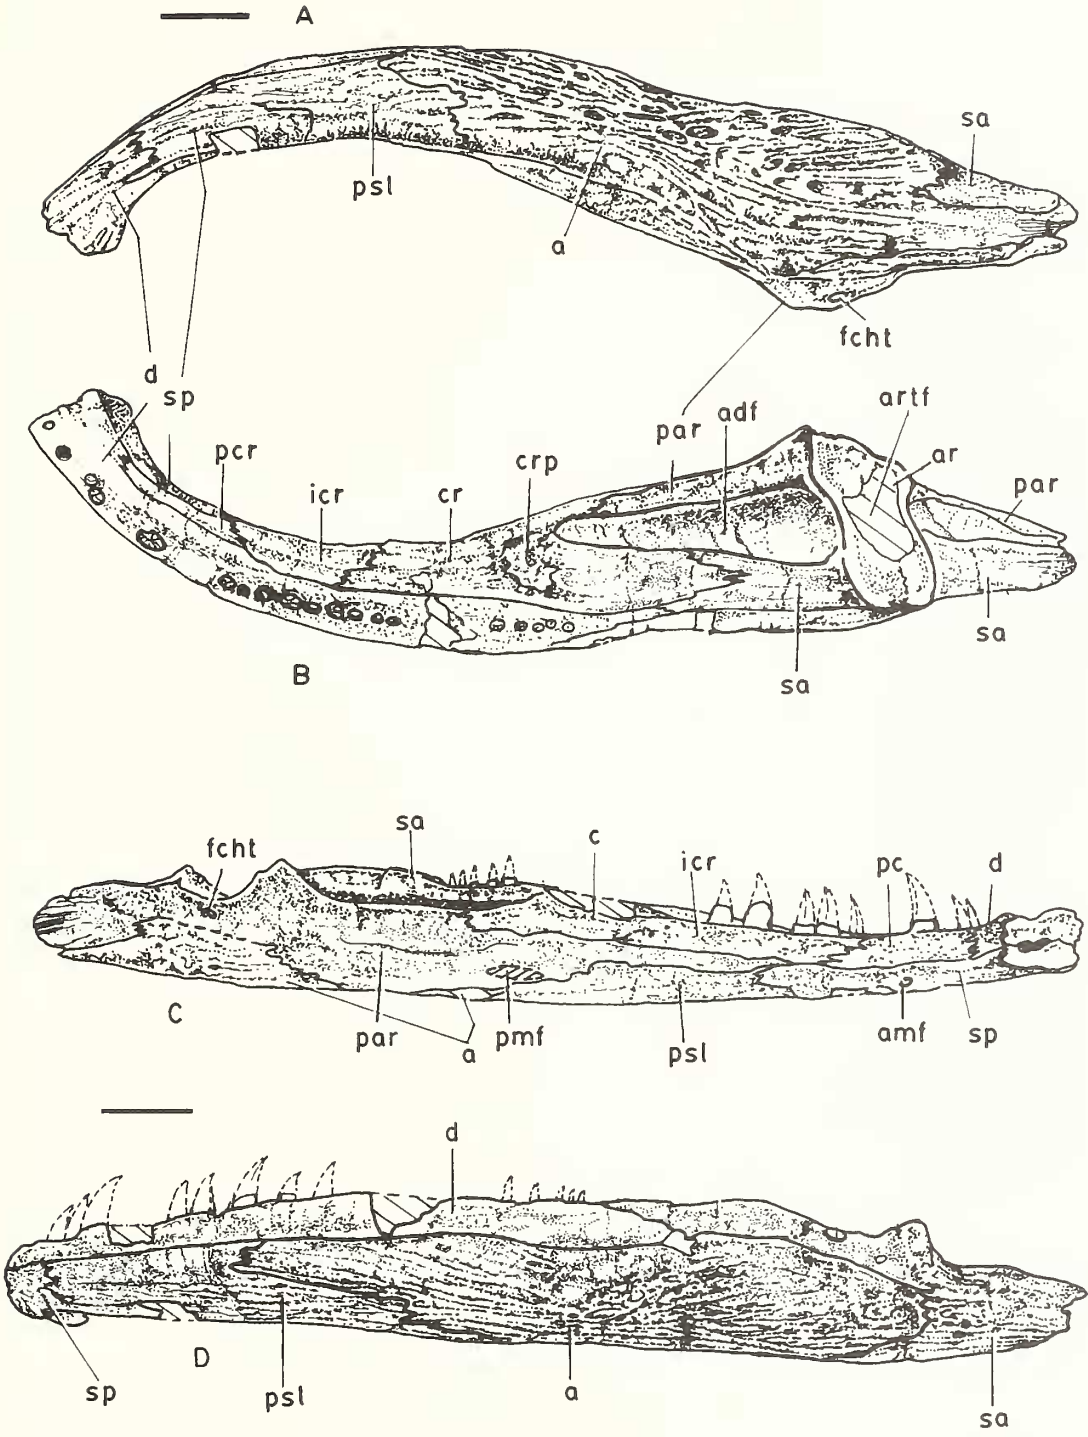 A
sa
psl
a
fcht
d
sp
par
adf
artf
pcr
icr
cr
crp
ar
par
sa
B
sa
sa
fcht
c
icr
pc
d
C
par
a
pmf
psl
amf
sp
d
D
sp
psl
a
sa